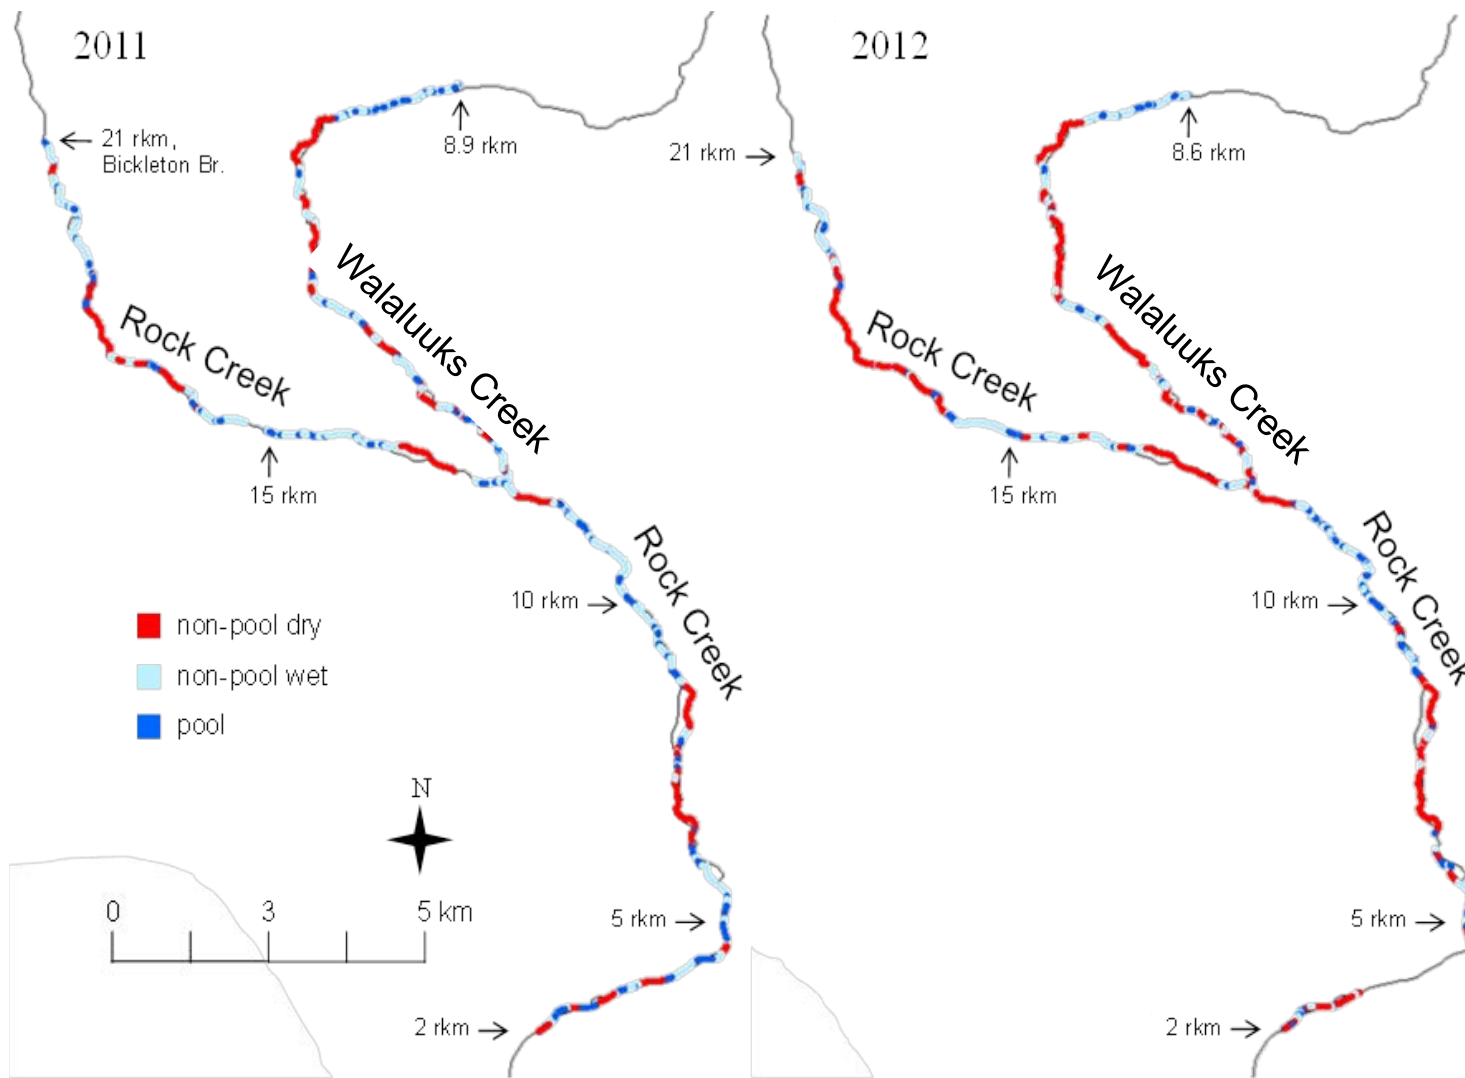 2011
21 rkm,
Bickleton Br.
8.9 rkm
Walaluuks Creek
Rock Creek
15 rkm
Rock Creek
10 rkm
non-pool dry
non-pool wet
pool
N
0 3 5 km
5 rkm
2 rkm
2012
21 rkm
8.6 rkm
Walaluuks Creek
Rock Creek
15 rkm
Rock Creek
10 rkm
5 rkm
2 rkm